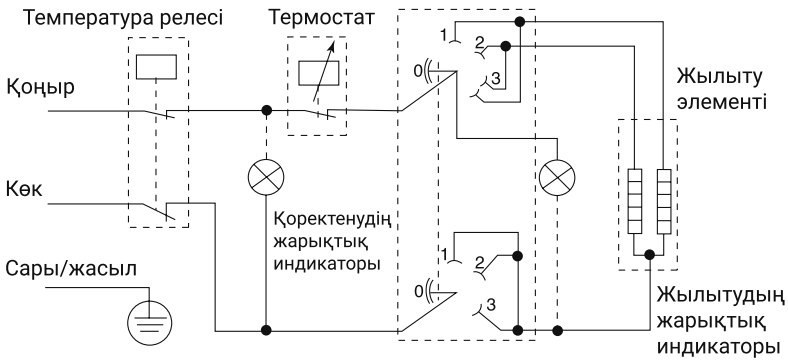 Температура релесі
Термостат
Қоңыр
Көк
Сары/жасыл
Қоректенудің
жарықтық
индикаторы
1
2
3
0
1
2
3
0
Жылыту
элементі
Жылытудың
жарықтық
индикаторы